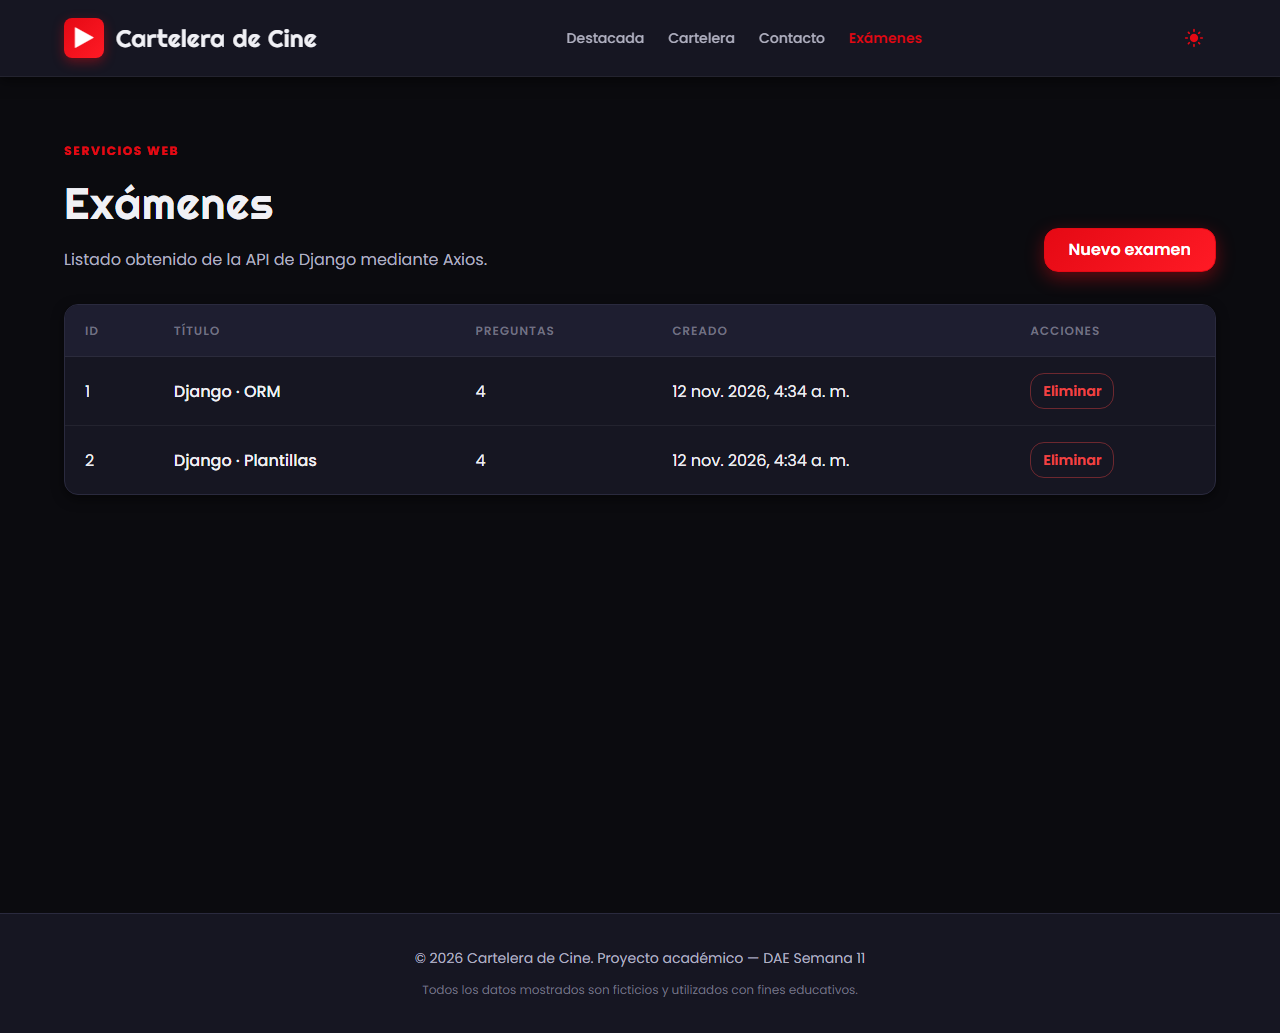 Cartelera de Cine
Destacada Cartelera Contacto Exámenes
SERVICIOS WEB
Exámenes
Listado obtenido de la API de Django mediante Axios.
Nuevo examen
ID TÍTULO PREGUNTAS CREADO ACCIONES
1 Django · ORM 4 12 nov. 2026, 4:34 a. m. Eliminar
2 Django · Plantillas 4 12 nov. 2026, 4:34 a. m. Eliminar
© 2026 Cartelera de Cine. Proyecto académico — DAE Semana 11
Todos los datos mostrados son ficticios y utilizados con fines educativos.